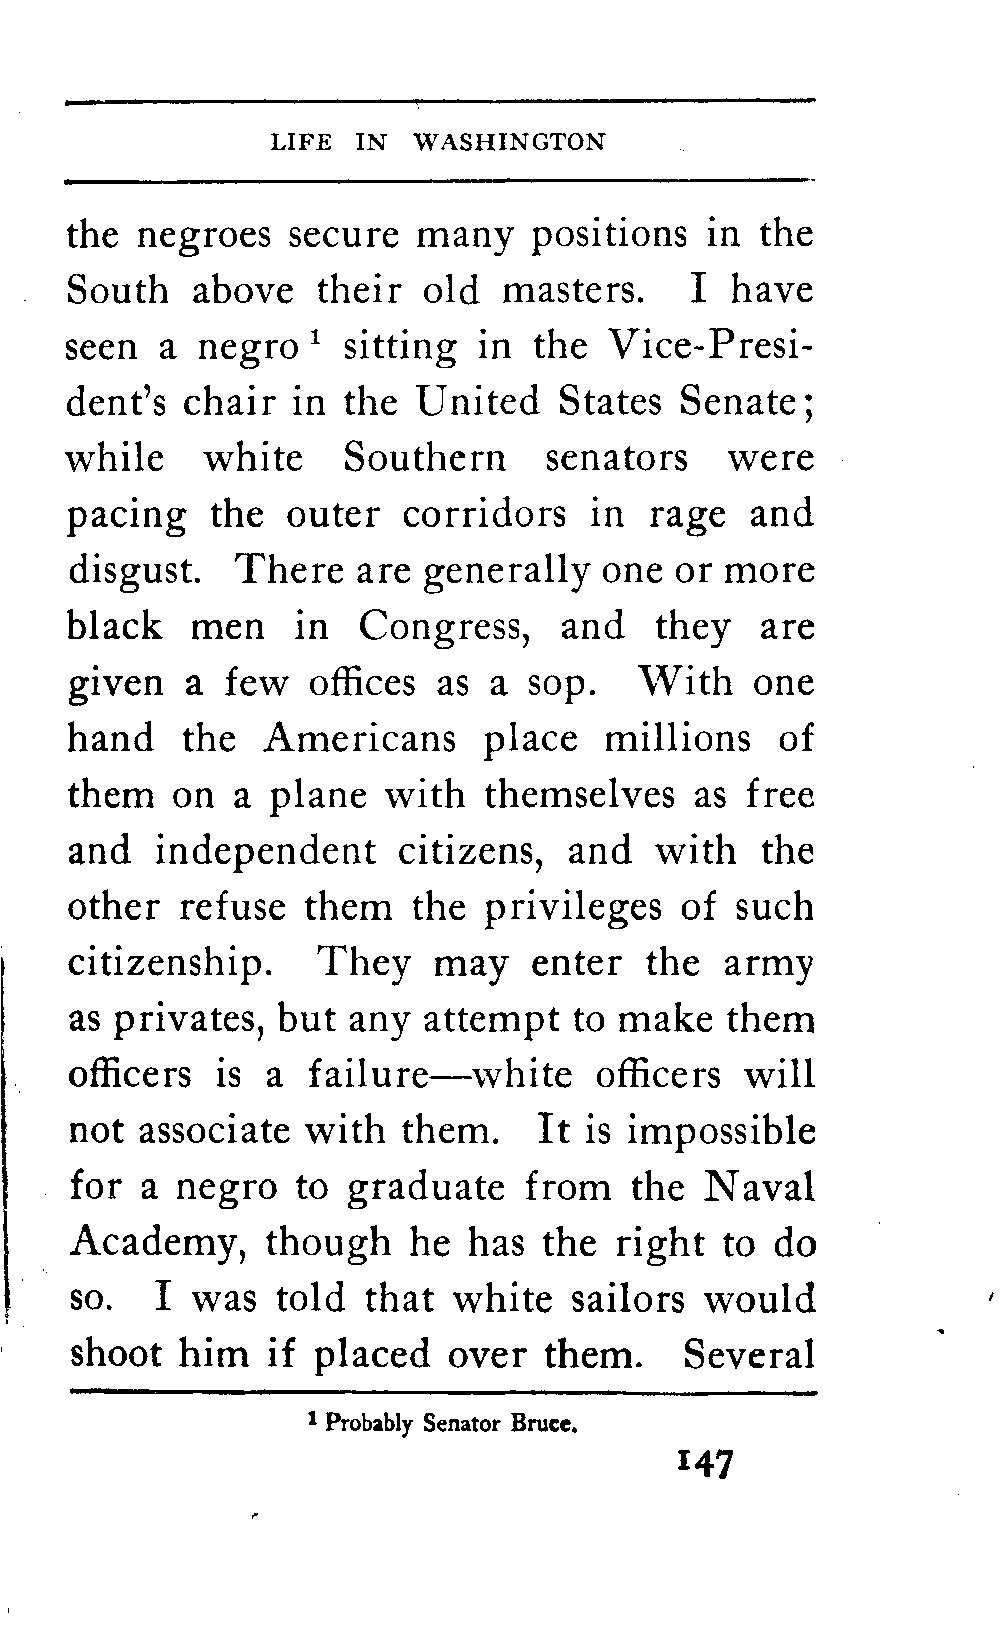 LIFE IN WASHINGTON
the negroes secure many positions in the
South above their old masters. I have
seen a negro ¹ sitting in the Vice-Presi-
dent's chair in the United States Senate;
while white Southern senators were
pacing the outer corridors in rage and
disgust. There are generally one or more
black men in Congress, and they are
given a few offices as a sop. With one
hand the Americans place millions of
them on a plane with themselves as free
and independent citizens, and with the
other refuse them the privileges of such
citizenship. They may enter the army
as privates, but any attempt to make them
officers is a failure—white officers will
not associate with them. It is impossible
for a negro to graduate from the Naval
Academy, though he has the right to do
so. I was told that white sailors would
shoot him if placed over them. Several
¹ Probably Senator Bruce.
147